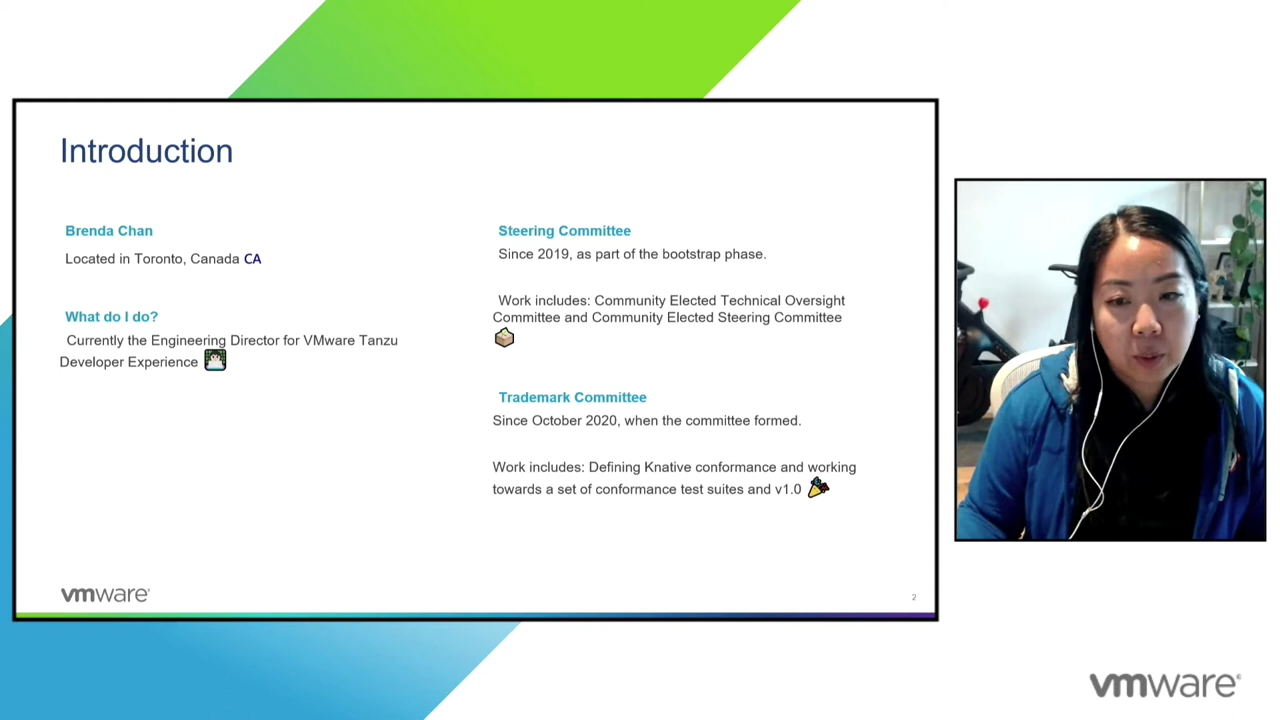 Introduction
Brenda Chan
Located in Toronto, Canada CA
What do I do?
Currently the Engineering Director for VMware Tanzu
Developer Experience
Steering Committee
Since 2019, as part of the bootstrap phase.
Work includes: Community Elected Technical Oversight
Committee and Community Elected Steering Committee
Trademark Committee
Since October 2020, when the committee formed.
Work includes: Defining Knative conformance and working
towards a set of conformance test suites and v1.0
vmware®
2
vmware®